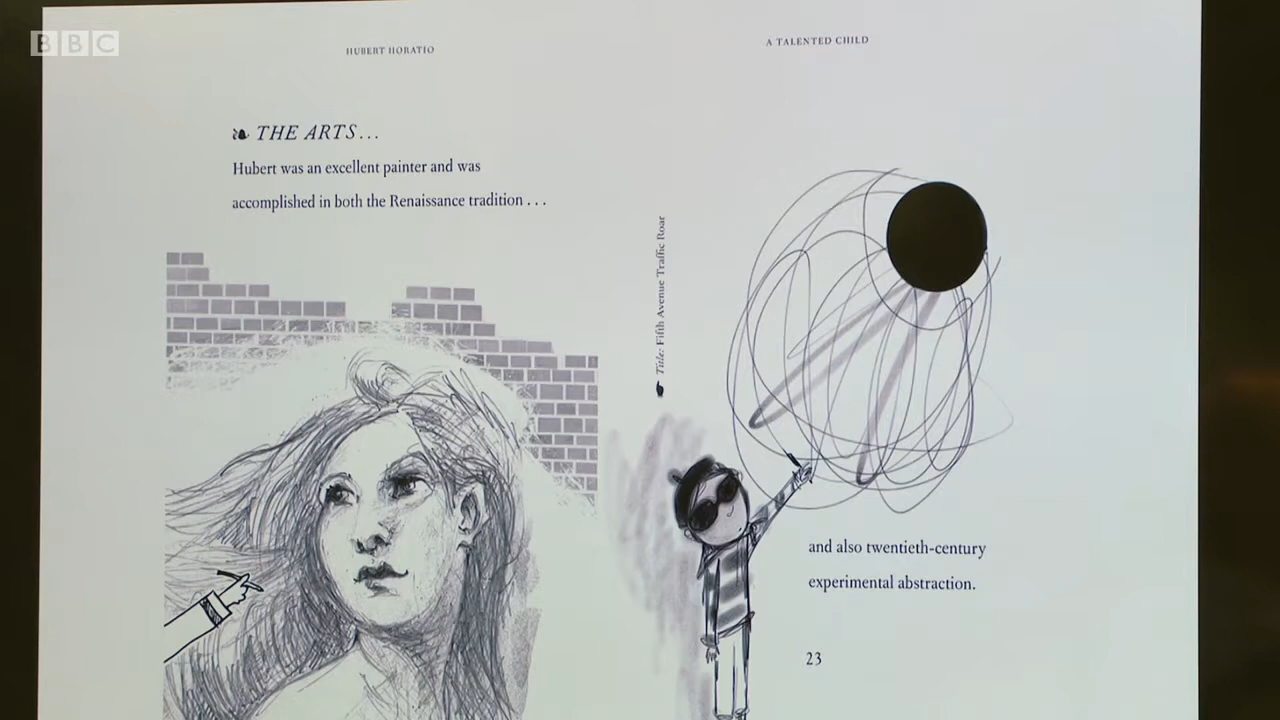 BBC
HUBERT HORATIO
A TALENTED CHILD
THE ARTS...
Hubert was an excellent painter and was
accomplished in both the Renaissance tradition . . .
Title: Fifth Avenue Traffic Roar
and also twentieth-century
experimental abstraction.
23